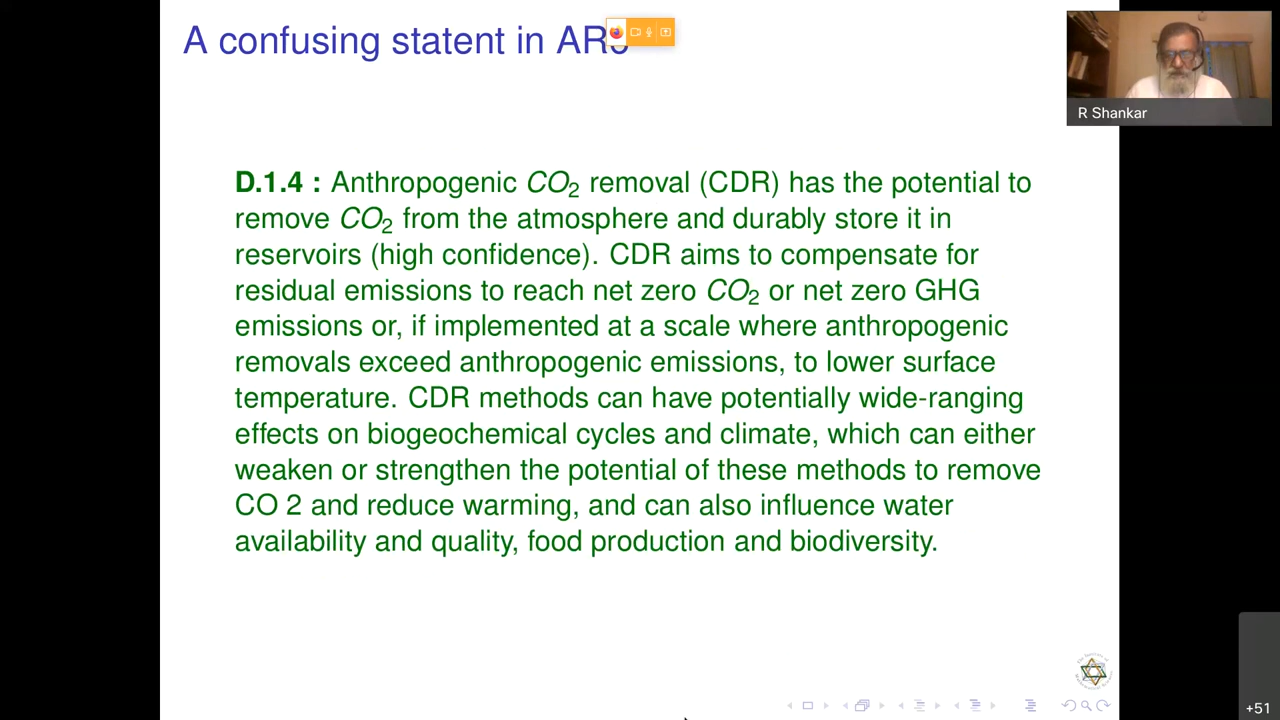 A confusing statent in AR6
R Shankar
D.1.4 : Anthropogenic CO2 removal (CDR) has the potential to
remove CO2 from the atmosphere and durably store it in
reservoirs (high confidence). CDR aims to compensate for
residual emissions to reach net zero CO2 or net zero GHG
emissions or, if implemented at a scale where anthropogenic
removals exceed anthropogenic emissions, to lower surface
temperature. CDR methods can have potentially wide-ranging
effects on biogeochemical cycles and climate, which can either
weaken or strengthen the potential of these methods to remove
CO 2 and reduce warming, and can also influence water
availability and quality, food production and biodiversity.
+51